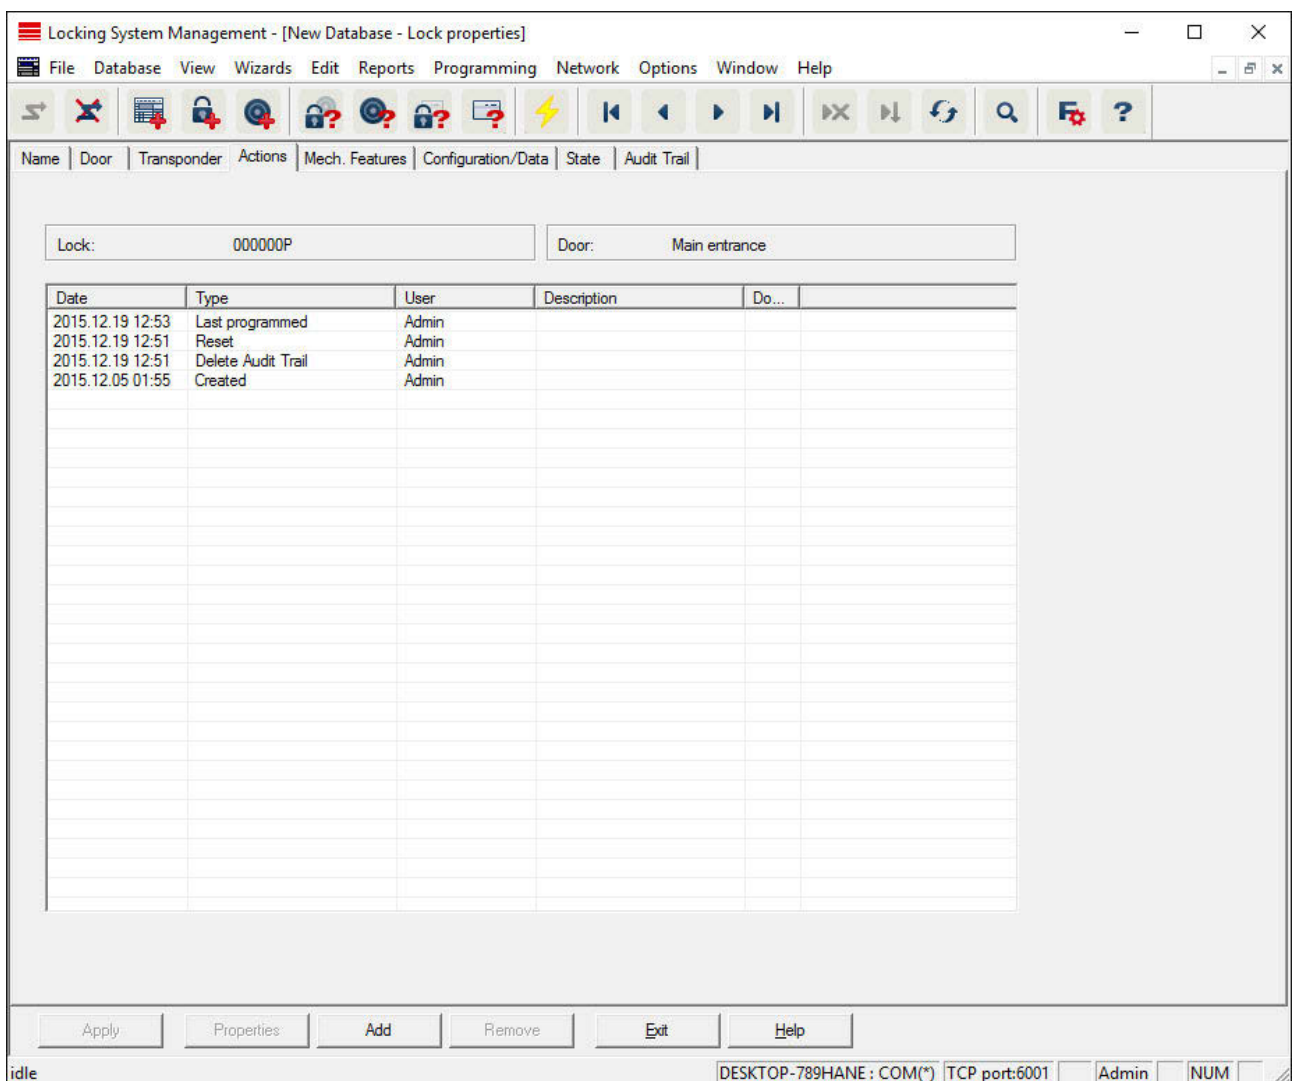 Locking System Management - [New Database - Lock properties]
File Database View Wizards Edit Reports Programming Network Options Window Help
Name Door Transponder Actions Mech. Features Configuration/Data State Audit Trail
Lock: 000000P Door: Main entrance
Date Type User Description Do...
2015.12.19 12:53 Last programmed Admin
2015.12.19 12:51 Reset Admin
2015.12.19 12:51 Delete Audit Trail Admin
2015.12.05 01:55 Created Admin
Apply Properties Add Remove Exit Help
idle DESKTOP-789HANE : COM(*) TCP port:6001 Admin NUM